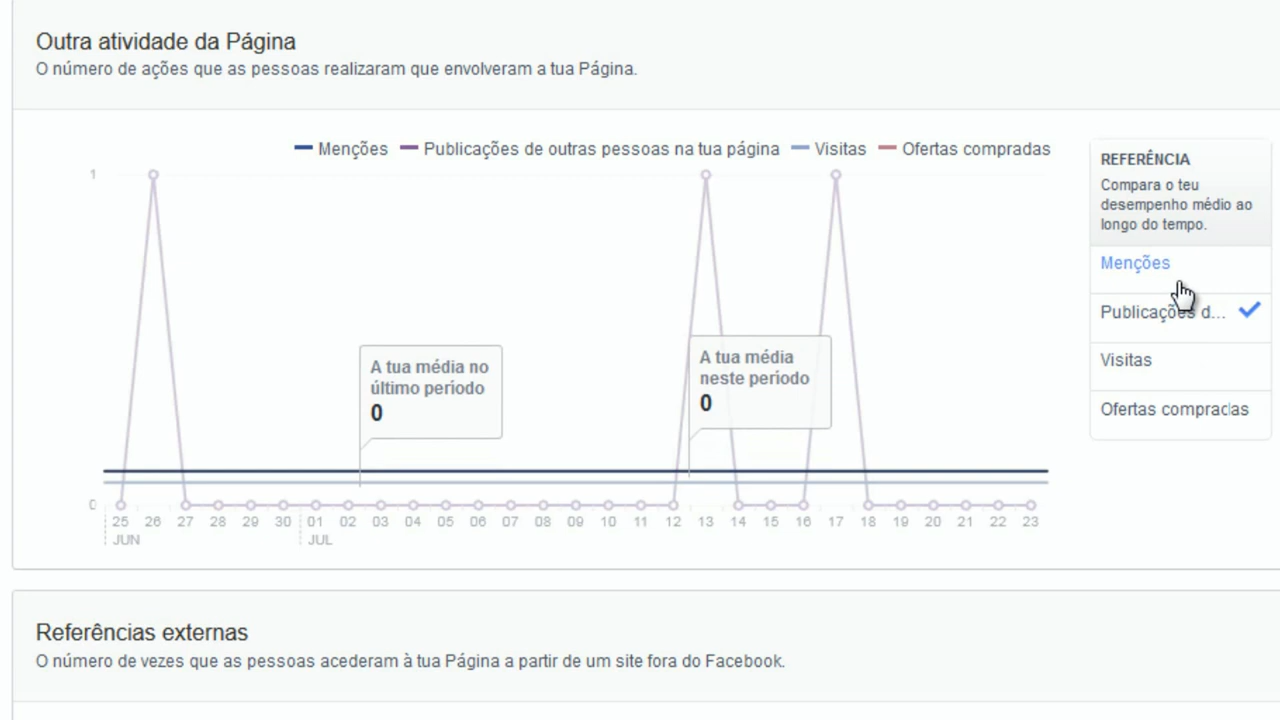 Outra atividade da Página
O número de ações que as pessoas realizaram que envolveram a tua Página.
Menções Publicações de outras pessoas na tua página Visitas Ofertas compradas
1
0
A tua média no
último período
0
A tua média
neste período
0
25 26 27 28 29 30 01 02 03 04 05 06 07 08 09 10 11 12 13 14 15 16 17 18 19 20 21 22 23
JUN JUL
REFERÊNCIA
Compara o teu
desempenho médio ao
longo do tempo.
Menções
Publicações d...
Visitas
Ofertas compradas
Referências externas
O número de vezes que as pessoas acederam à tua Página a partir de um site fora do Facebook.